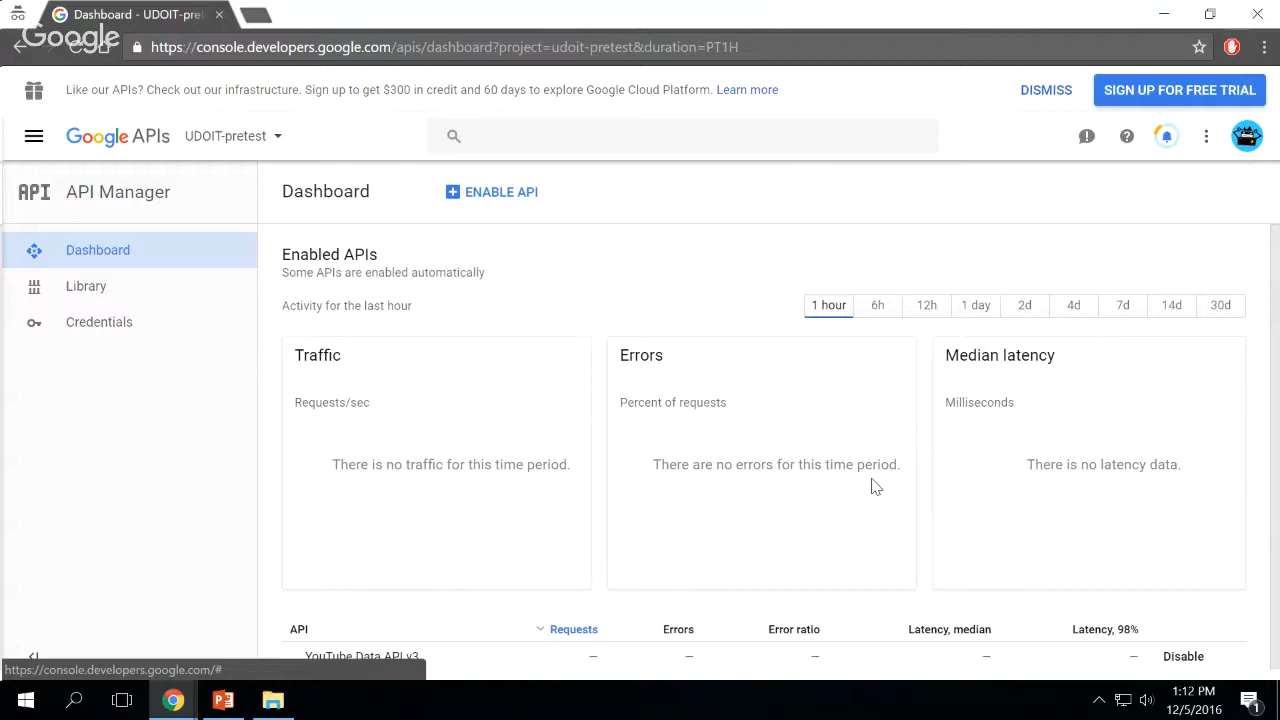 Dashboard - UDOIT-pret
Google
https://console.developers.google.com/apis/dashboard?project=udoit-pretest&duration=PT1H
Like our APIs? Check out our infrastructure. Sign up to get $300 in credit and 60 days to explore Google Cloud Platform. Learn more
DISMISS
SIGN UP FOR FREE TRIAL
Google APIs
UDOIT-pretest
API API Manager
Dashboard
ENABLE API
Dashboard
Library
Credentials
Enabled APIs
Some APIs are enabled automatically
Activity for the last hour
1 hour 6h 12h 1 day 2d 4d 7d 14d 30d
Traffic
Requests/sec
There is no traffic for this time period.
Errors
Percent of requests
There are no errors for this time period.
Median latency
Milliseconds
There is no latency data.
API Requests Errors Error ratio Latency, median Latency, 98%
YouTube Data API v3 – – – – – Disable
https://console.developers.google.com/#
1:12 PM
12/5/2016
1